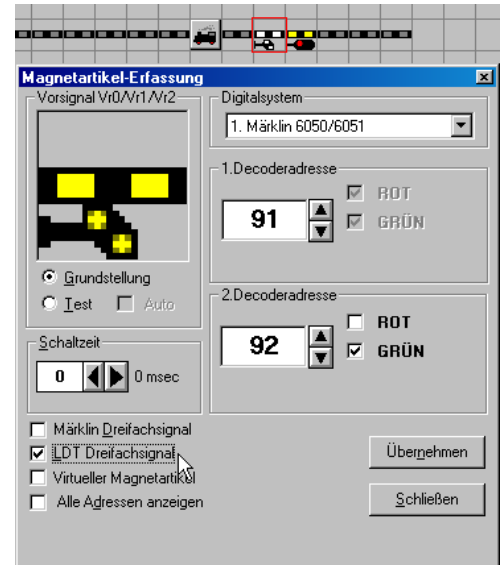 Magnetartikel-Erfassung
Vorsignal Vr0/Vr1/Vr2
Grundstellung
Test Auto
Schaltzeit
0 0 msec
Digitalsystem
1. Märklin 6050/6051
1.Decoderadresse
91
ROT
GRÜN
2.Decoderadresse
92
ROT
GRÜN
Märklin Dreifachsignal
LDT Dreifachsignal
Virtueller Magnetartikel
Alle Adressen anzeigen
Übernehmen
Schließen